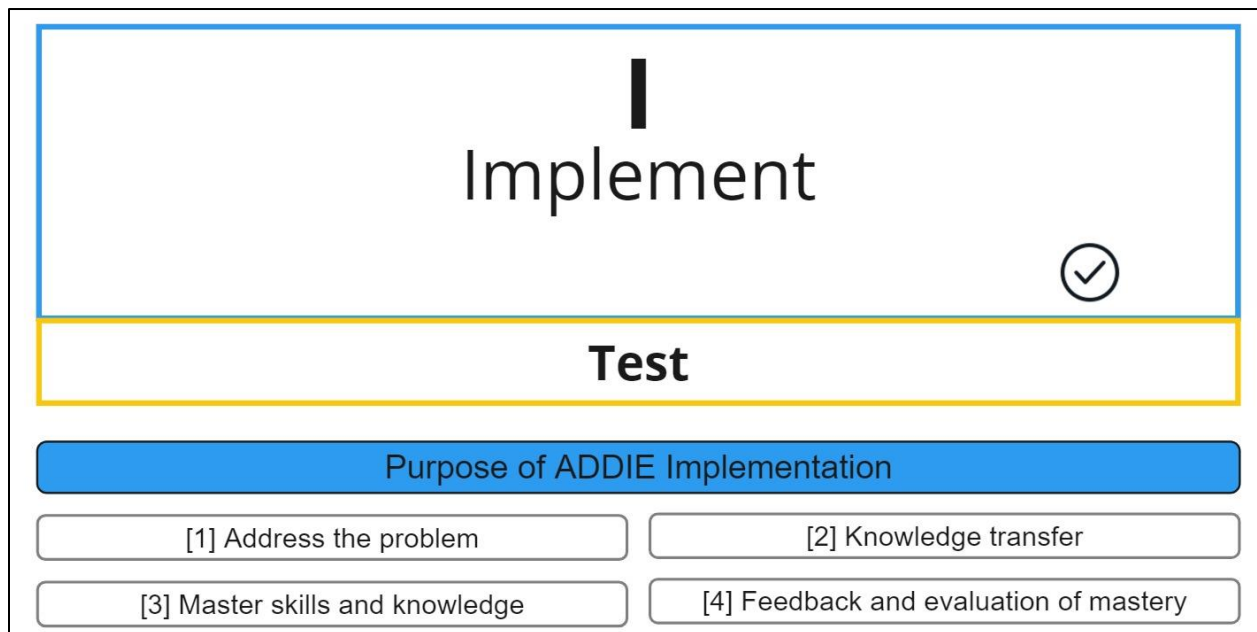 I
Implement
Test
Purpose of ADDIE Implementation
[1] Address the problem
[2] Knowledge transfer
[3] Master skills and knowledge
[4] Feedback and evaluation of mastery